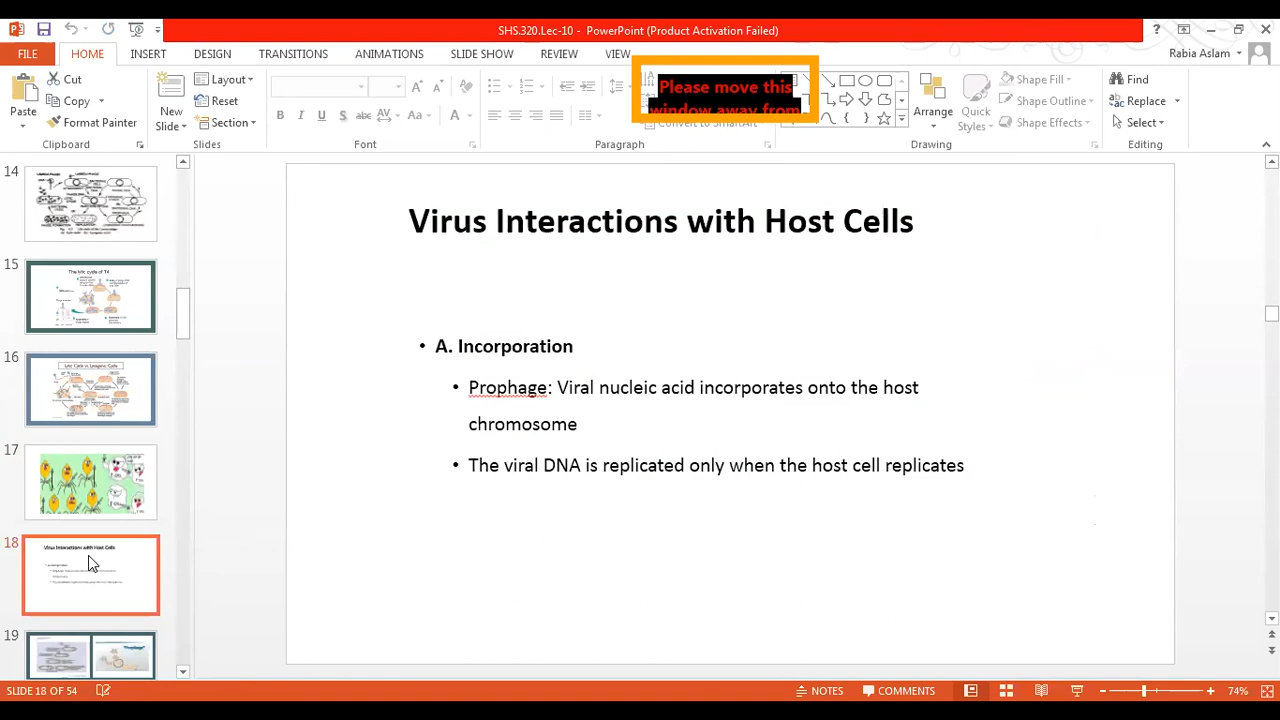 SHS.320.Lec-10 - PowerPoint (Product Activation Failed)
FILE HOME INSERT DESIGN TRANSITIONS ANIMATIONS SLIDE SHOW REVIEW VIEW Rabia Aslam
Cut
Copy
Format Painter
Paste
Clipboard
New
Slide
Layout
Reset
Section
Slides
Font
Please move this
window away from
Convert to SmartArt
Paragraph
Arrange
Quick
Styles
Shape Fill
Shape Outline
Shape Effects
Drawing
Find
Replace
Select
Editing
14
15
The lytic cycle of T4
16
17
18
Virus Interactions with Host Cells
19
Virus Interactions with Host Cells
• A. Incorporation
• Prophage: Viral nucleic acid incorporates onto the host
chromosome
• The viral DNA is replicated only when the host cell replicates
SLIDE 18 OF 54 NOTES COMMENTS 74%